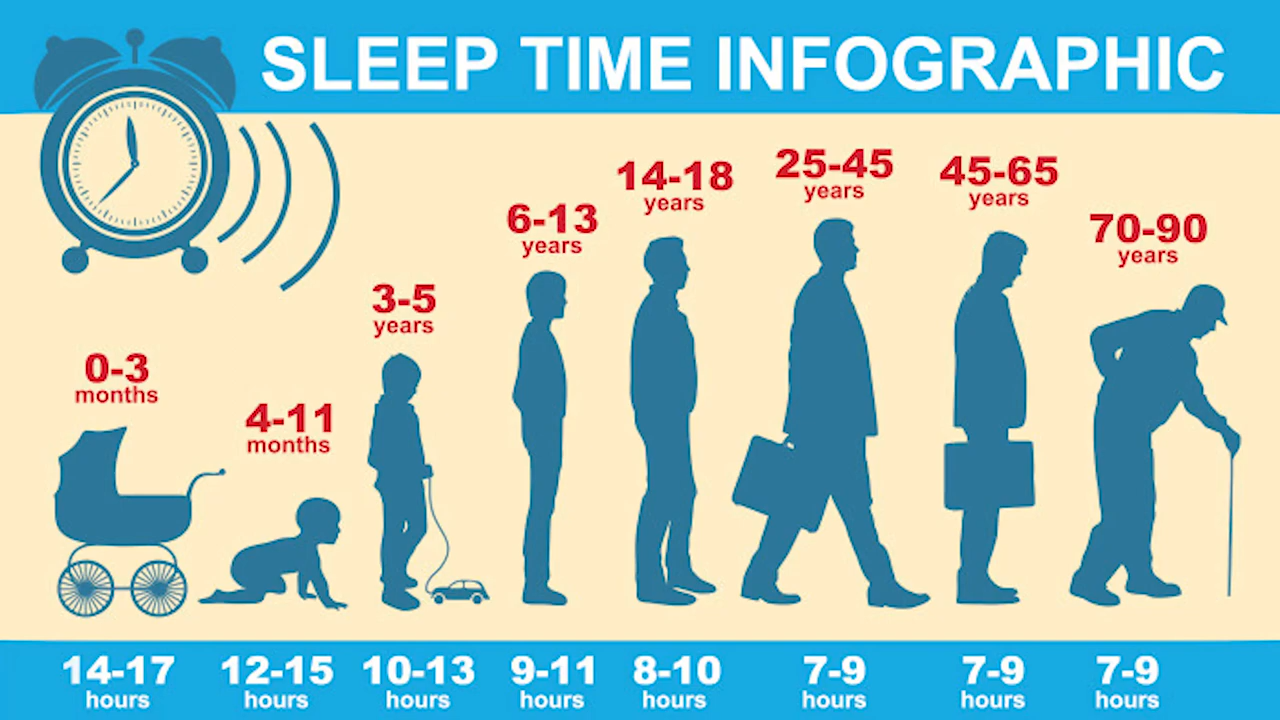 SLEEP TIME INFOGRAPHIC
0-3
months
4-11
months
3-5
years
6-13
years
14-18
years
25-45
years
45-65
years
70-90
years
14-17
hours
12-15
hours
10-13
hours
9-11
hours
8-10
hours
7-9
hours
7-9
hours
7-9
hours